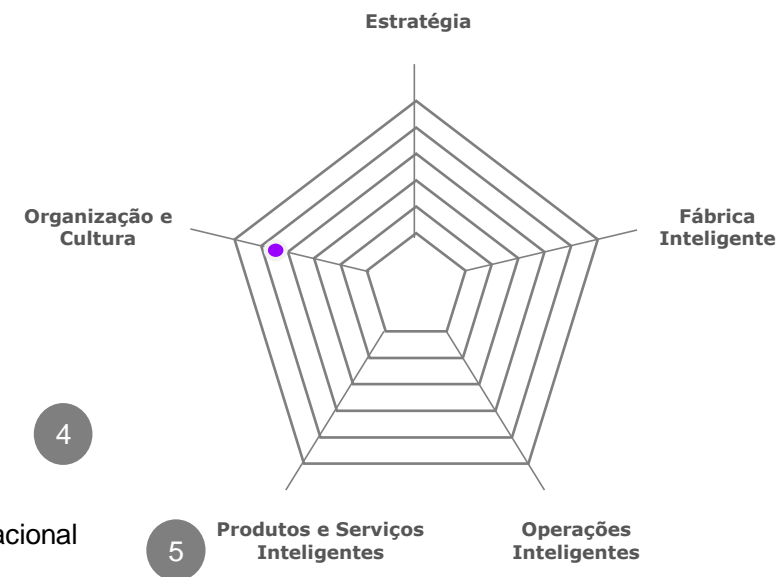 Estratégia
Organização e
Cultura
Fábrica
Inteligente
4
acional
5
Produtos e Serviços
Inteligentes
Operações
Inteligentes